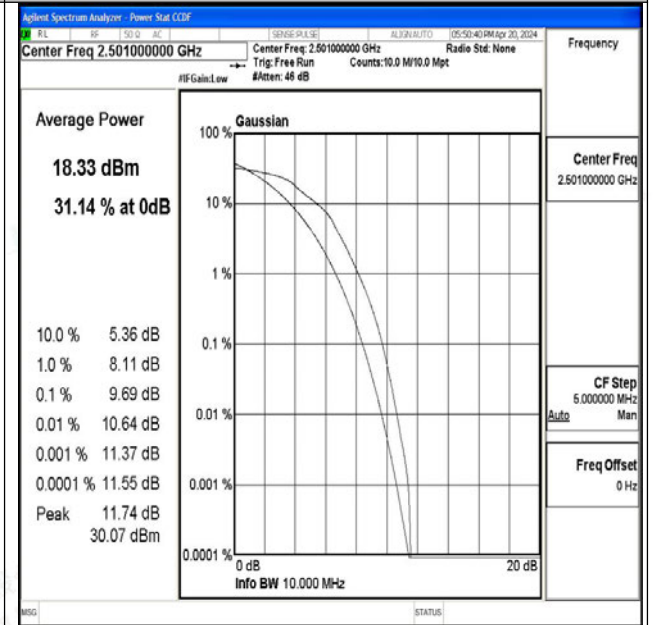 Agilent Spectrum Analyzer - Power Stat CCDF
RL RF 50 Ω AC SENSE:PULSE ALIGN AUTO 05:50:40 PM Apr 20, 2024
Center Freq 2.501000000 GHz
Center Freq: 2.501000000 GHz Radio Std: None
Trig: Free Run Counts:10.0 M/10.0 Mpt
#IFGain:Low #Atten: 46 dB
Frequency
Center Freq
2.501000000 GHz
CF Step
5.000000 MHz
Auto Man
Freq Offset
0 Hz
Average Power
18.33 dBm
31.14 % at 0dB
10.0 % 5.36 dB
1.0 % 8.11 dB
0.1 % 9.69 dB
0.01 % 10.64 dB
0.001 % 11.37 dB
0.0001 % 11.55 dB
Peak 11.74 dB
30.07 dBm
Gaussian
100 %
10 %
1 %
0.1 %
0.01 %
0.001 %
0.0001 %
0 dB 20 dB
Info BW 10.000 MHz
MSG STATUS